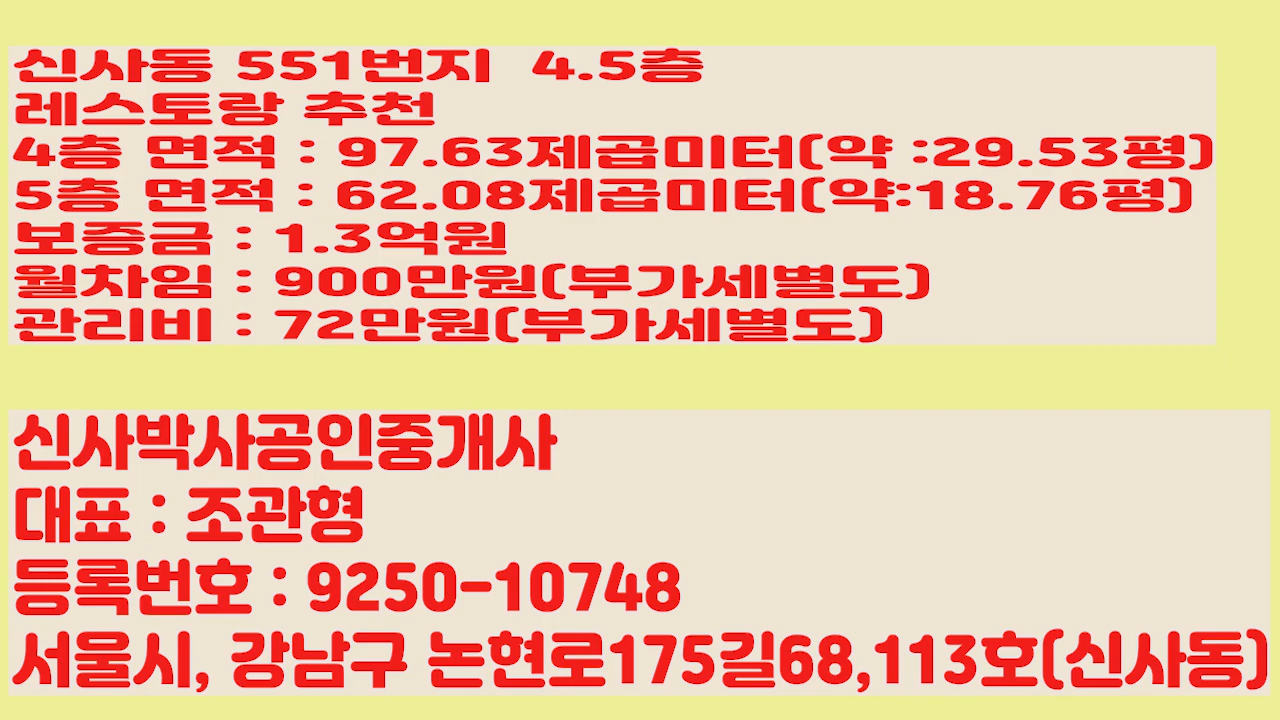 신사동 551번지  4.5층
레스토랑 추천
4층 면적 : 97.63제곱미터(약 :29.53평)
5층 면적 : 62.08제곱미터(약:18.76평)
보증금 : 1.3억원
월차임 : 900만원(부가세별도)
관리비 : 72만원(부가세별도)
신사박사공인중개사
대표 : 조관형
등록번호 : 9250-10748
서울시, 강남구 논현로175길68,113호(신사동)